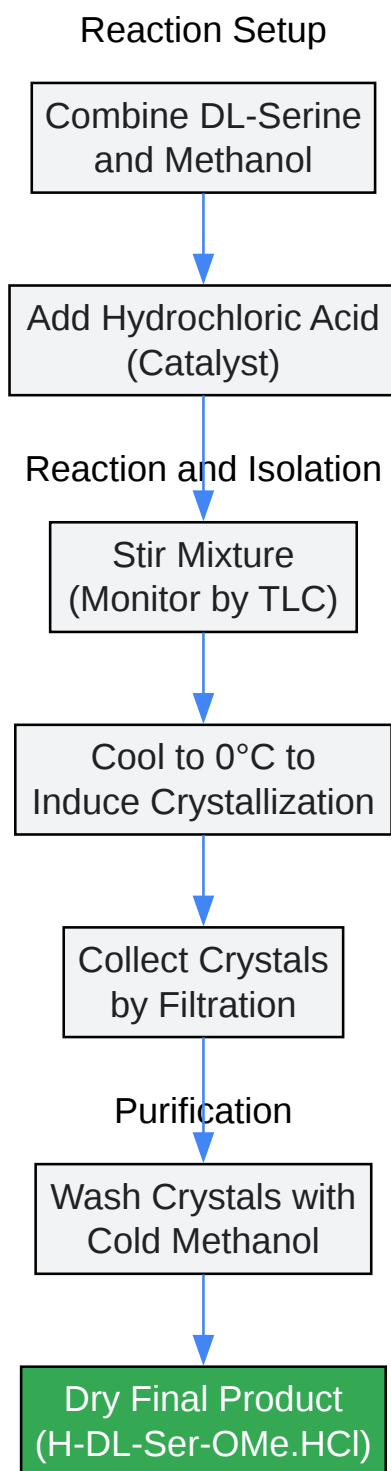 Reaction Setup
Combine DL-Serine
and Methanol
Add Hydrochloric Acid
(Catalyst)
Reaction and Isolation
Stir Mixture
(Monitor by TLC)
Cool to 0°C to
Induce Crystallization
Collect Crystals
by Filtration
Purification
Wash Crystals with
Cold Methanol
Dry Final Product
(H-DL-Ser-OMe.HCl)